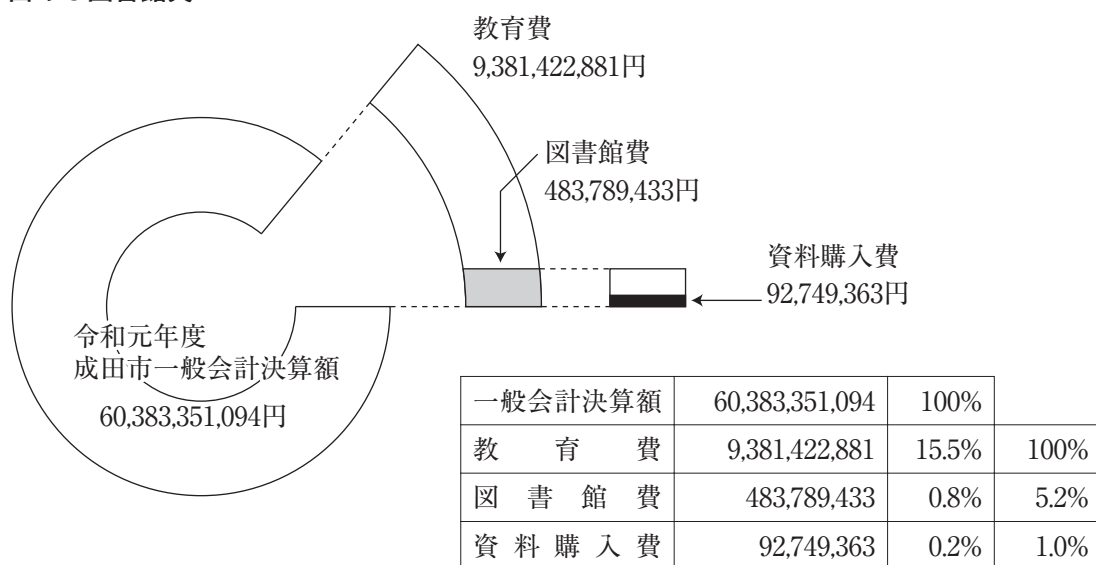 教育費
9,381,422,881円
図書館費
483,789,433円
資料購入費
92,749,363円
令和元年度
成田市一般会計決算額
60,383,351,094円
一般会計決算額 60,383,351,094 100%
教育費 9,381,422,881 15.5% 100%
図書館費 483,789,433 0.8% 5.2%
資料購入費 92,749,363 0.2% 1.0%